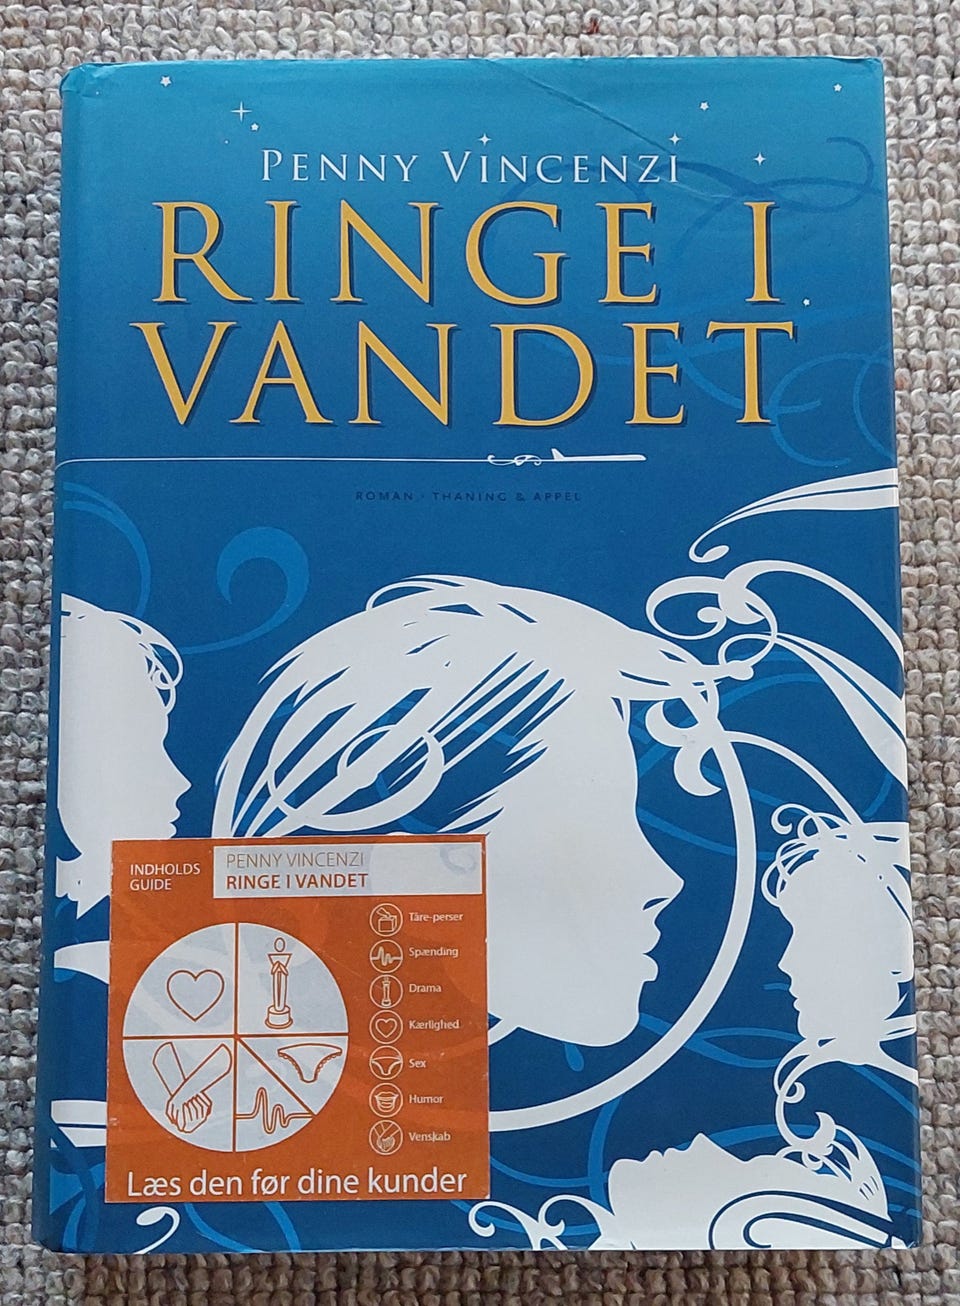 PENNY VINCENZI
RINGE I
VANDET
ROMAN · THANING & APPEL
INDHOLDS
GUIDE
PENNY VINCENZI
RINGE I VANDET
Tåre-perser
Spænding
Drama
Kærlighed
Sex
Humor
Venskab
Læs den før dine kunder